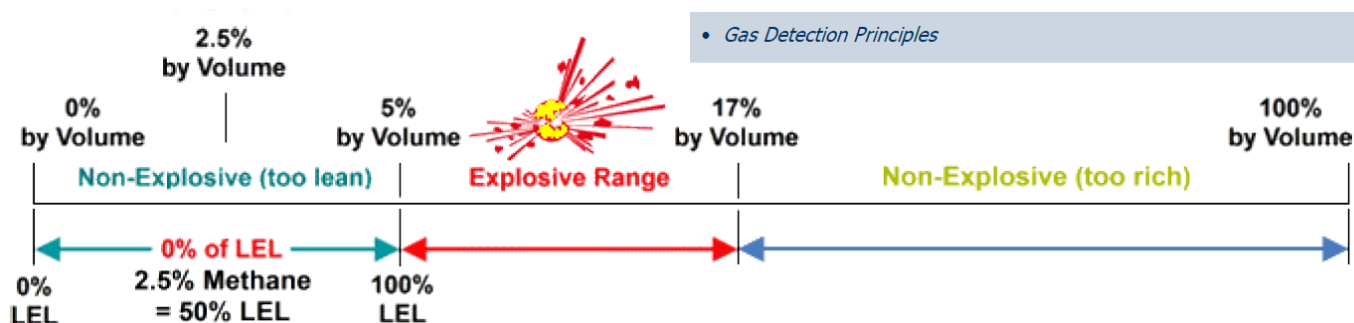 • Gas Detection Principles
2.5%
by Volume
0%
by Volume
5%
by Volume
17%
by Volume
100%
by Volume
Non-Explosive (too lean)
Explosive Range
Non-Explosive (too rich)
0% of LEL
0%
LEL
2.5% Methane
= 50% LEL
100%
LEL